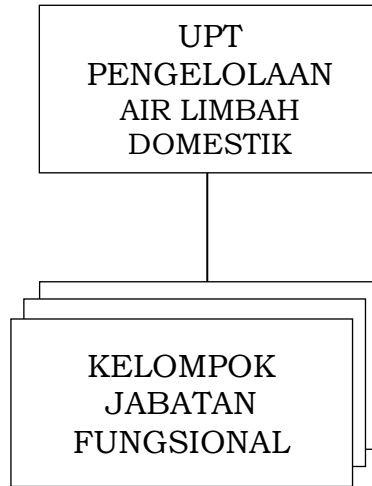 UPT
PENGELOLAAN
AIR LIMBAH
DOMESTIK
KELOMPOK
JABATAN
FUNGSIONAL